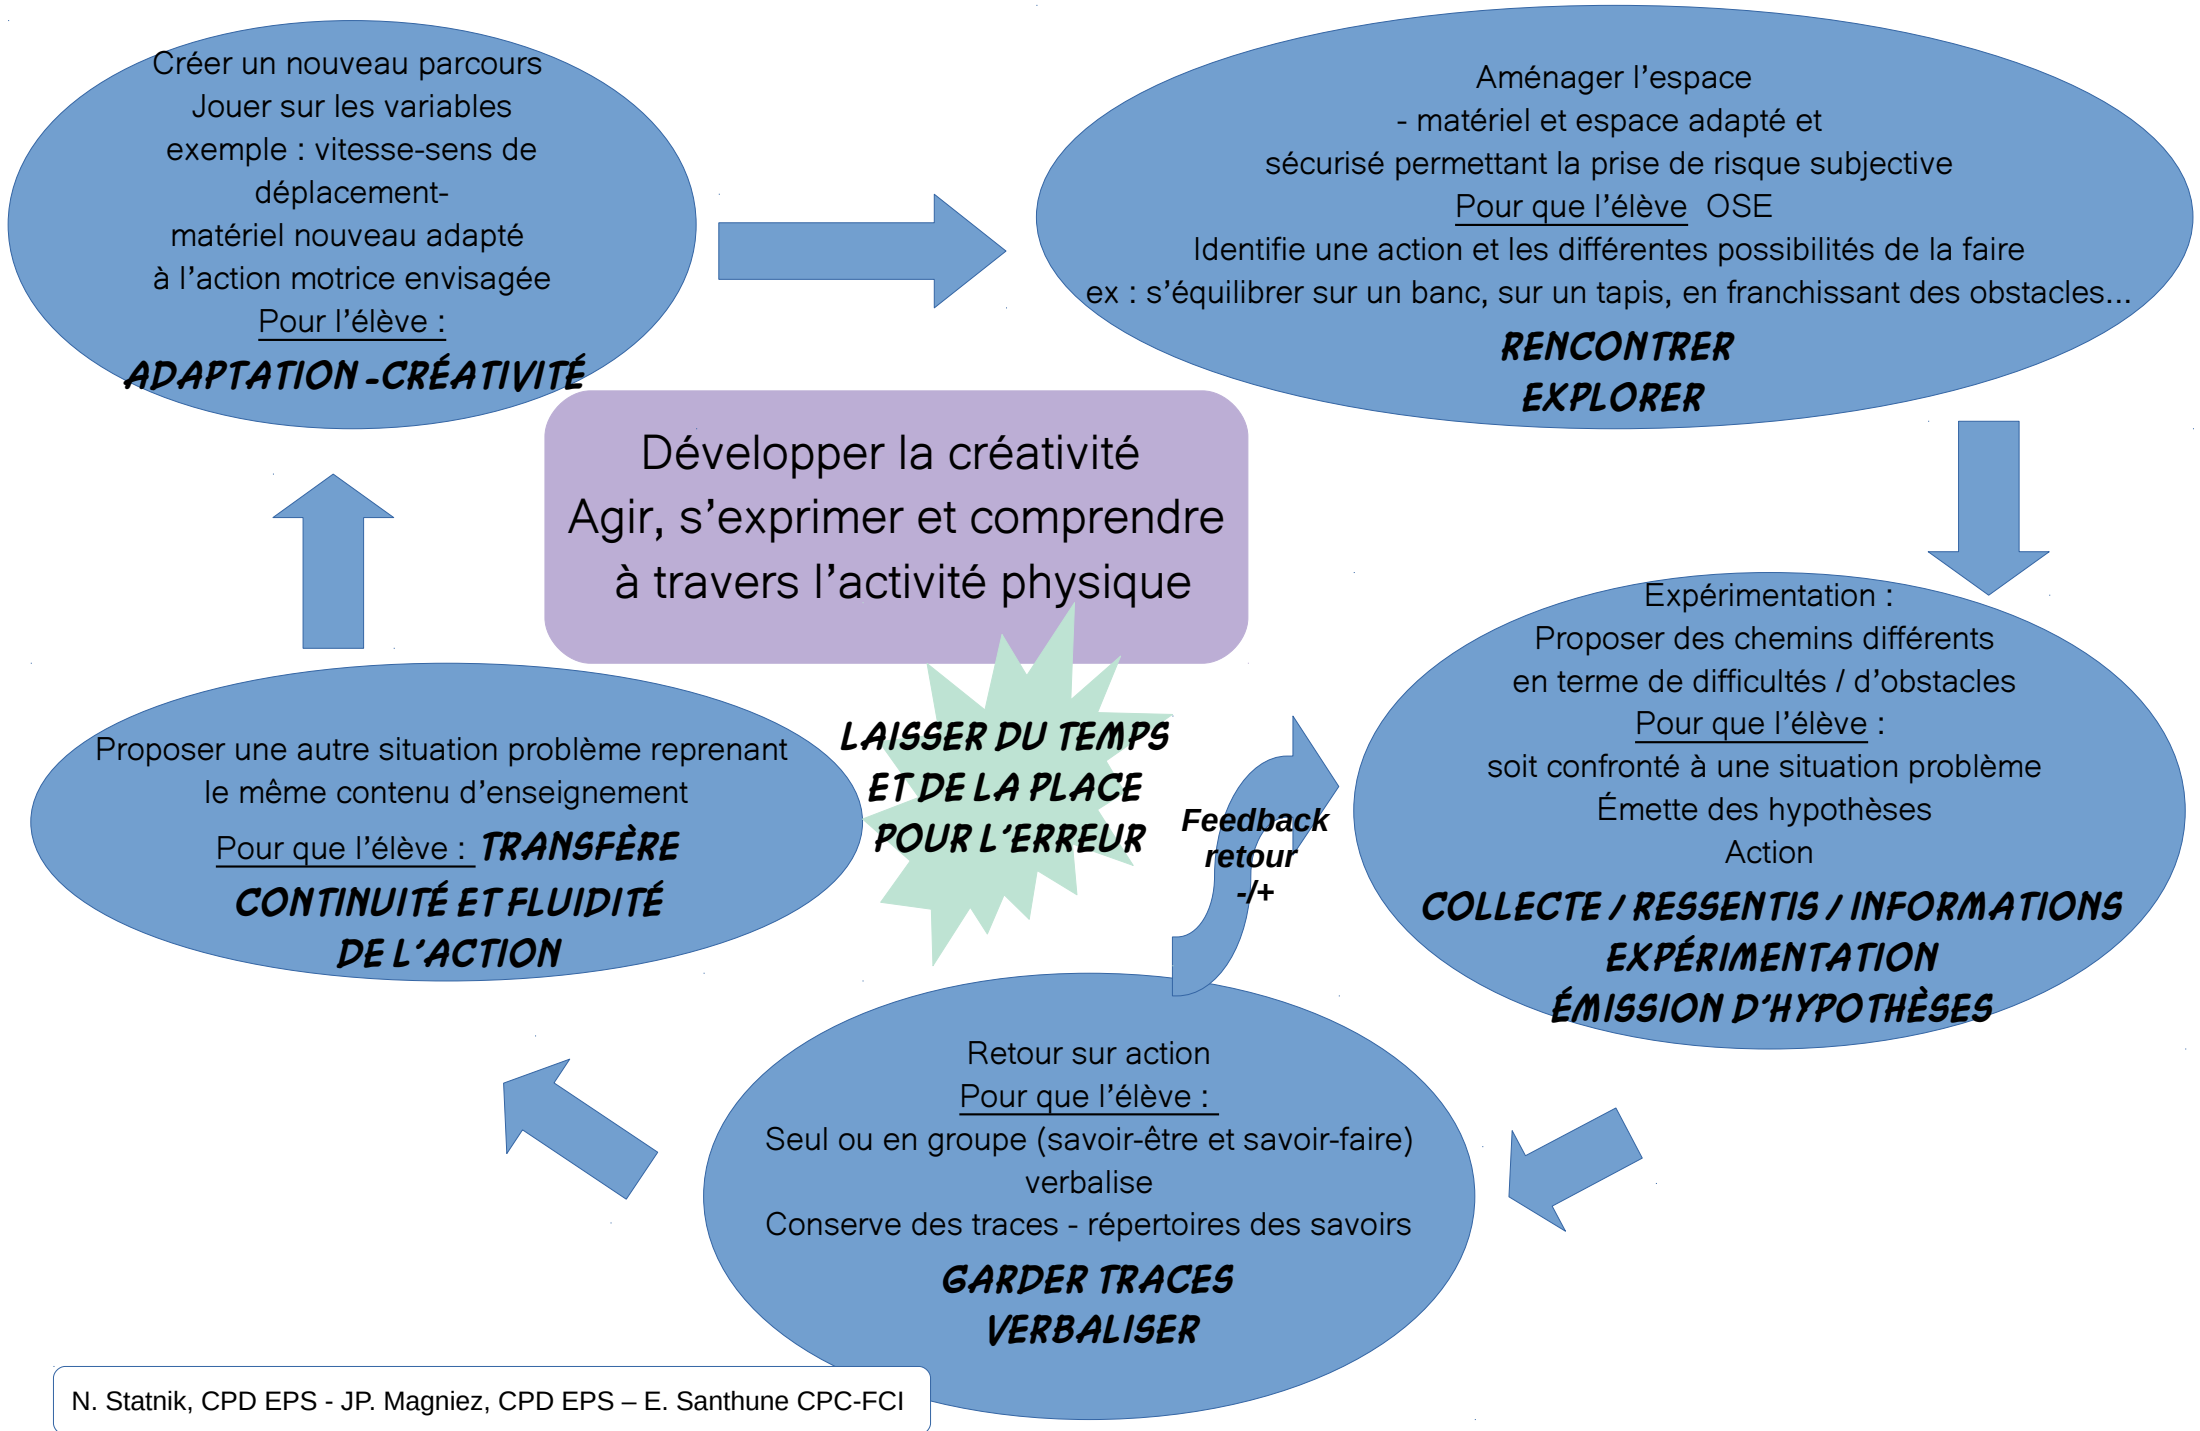 Créer un nouveau parcours
Jouer sur les variables
exemple : vitesse-sens de
déplacement-
matériel nouveau adapté
à l’action motrice envisagée
Pour l’élève :
ADAPTATION -CRÉATIVITÉ
Aménager l’espace
- matériel et espace adapté et
sécurisé permettant la prise de risque subjective
Pour que l’élève OSE
Identifie une action et les différentes possibilités de la faire
ex : s’équilibrer sur un banc, sur un tapis, en franchissant des obstacles...
RENCONTRER
EXPLORER
Développer la créativité
Agir, s’exprimer et comprendre
à travers l’activité physique
Expérimentation :
Proposer des chemins différents
en terme de difficultés / d’obstacles
Pour que l’élève :
soit confronté à une situation problème
Émette des hypothèses
Action
COLLECTE / RESSENTIS / INFORMATIONS
EXPÉRIMENTATION
ÉMISSION D’HYPOTHÈSES
Proposer une autre situation problème reprenant
le même contenu d’enseignement
Pour que l’élève : TRANSFÈRE
CONTINUITÉ ET FLUIDITÉ
DE L’ACTION
LAISSER DU TEMPS
ET DE LA PLACE
POUR L’ERREUR
Feedback
retour
-/+
Retour sur action
Pour que l’élève :
Seul ou en groupe (savoir-être et savoir-faire)
verbalise
Conserve des traces - répertoires des savoirs
GARDER TRACES
VERBALISER
N. Statnik, CPD EPS - JP. Magniez, CPD EPS – E. Santhune CPC-FCI